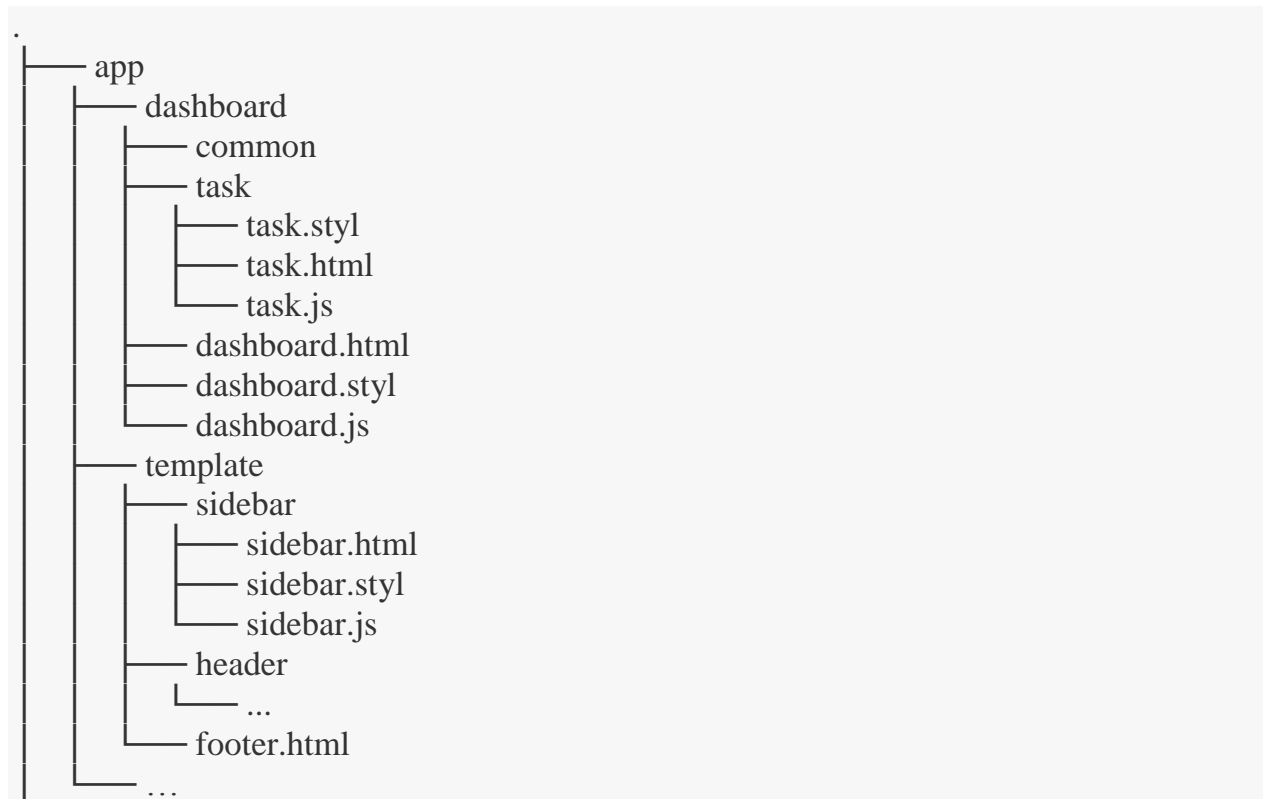 .
├── app
│   ├── dashboard
│   │   ├── common
│   │   ├── task
│   │   │   ├── task.styl
│   │   │   ├── task.html
│   │   │   └── task.js
│   │   ├── dashboard.html
│   │   ├── dashboard.styl
│   │   └── dashboard.js
│   ├── template
│   │   ├── sidebar
│   │   │   ├── sidebar.html
│   │   │   ├── sidebar.styl
│   │   │   └── sidebar.js
│   │   ├── header
│   │   │   └── ...
│   │   └── footer.html
│   └── ...